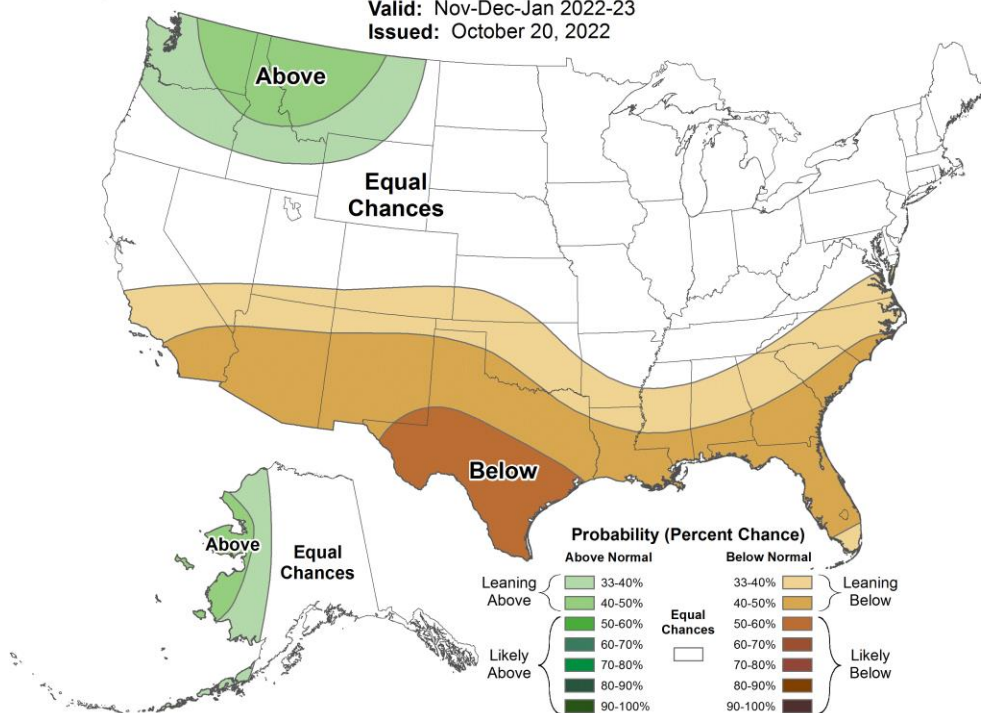 Valid: Nov-Dec-Jan 2022-23
Issued: October 20, 2022
Above
Equal
Chances
Below
Above
Equal
Chances
Probability (Percent Chance)
Above Normal
Below Normal
Leaning
Above
33-40%
40-50%
Likely
Above
50-60%
60-70%
70-80%
80-90%
90-100%
Equal
Chances
33-40%
40-50%
Leaning
Below
50-60%
60-70%
70-80%
80-90%
90-100%
Likely
Below